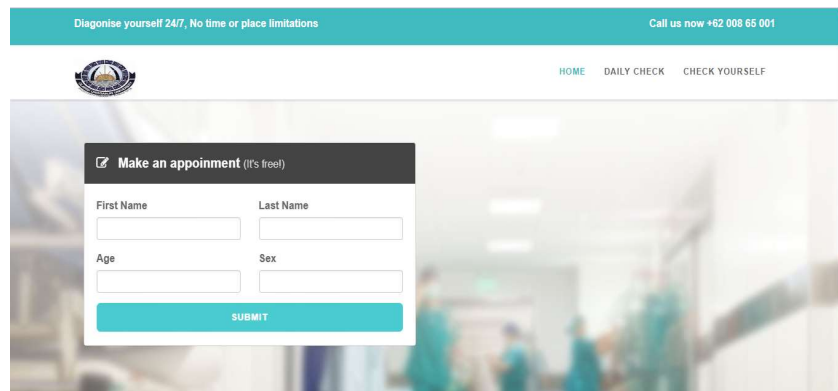 Diagonise yourself 24/7, No time or place limitations
Call us now +62 008 65 001
HOME DAILY CHECK CHECK YOURSELF
Make an appoinment (It's free!)
First Name Last Name
Age Sex
SUBMIT